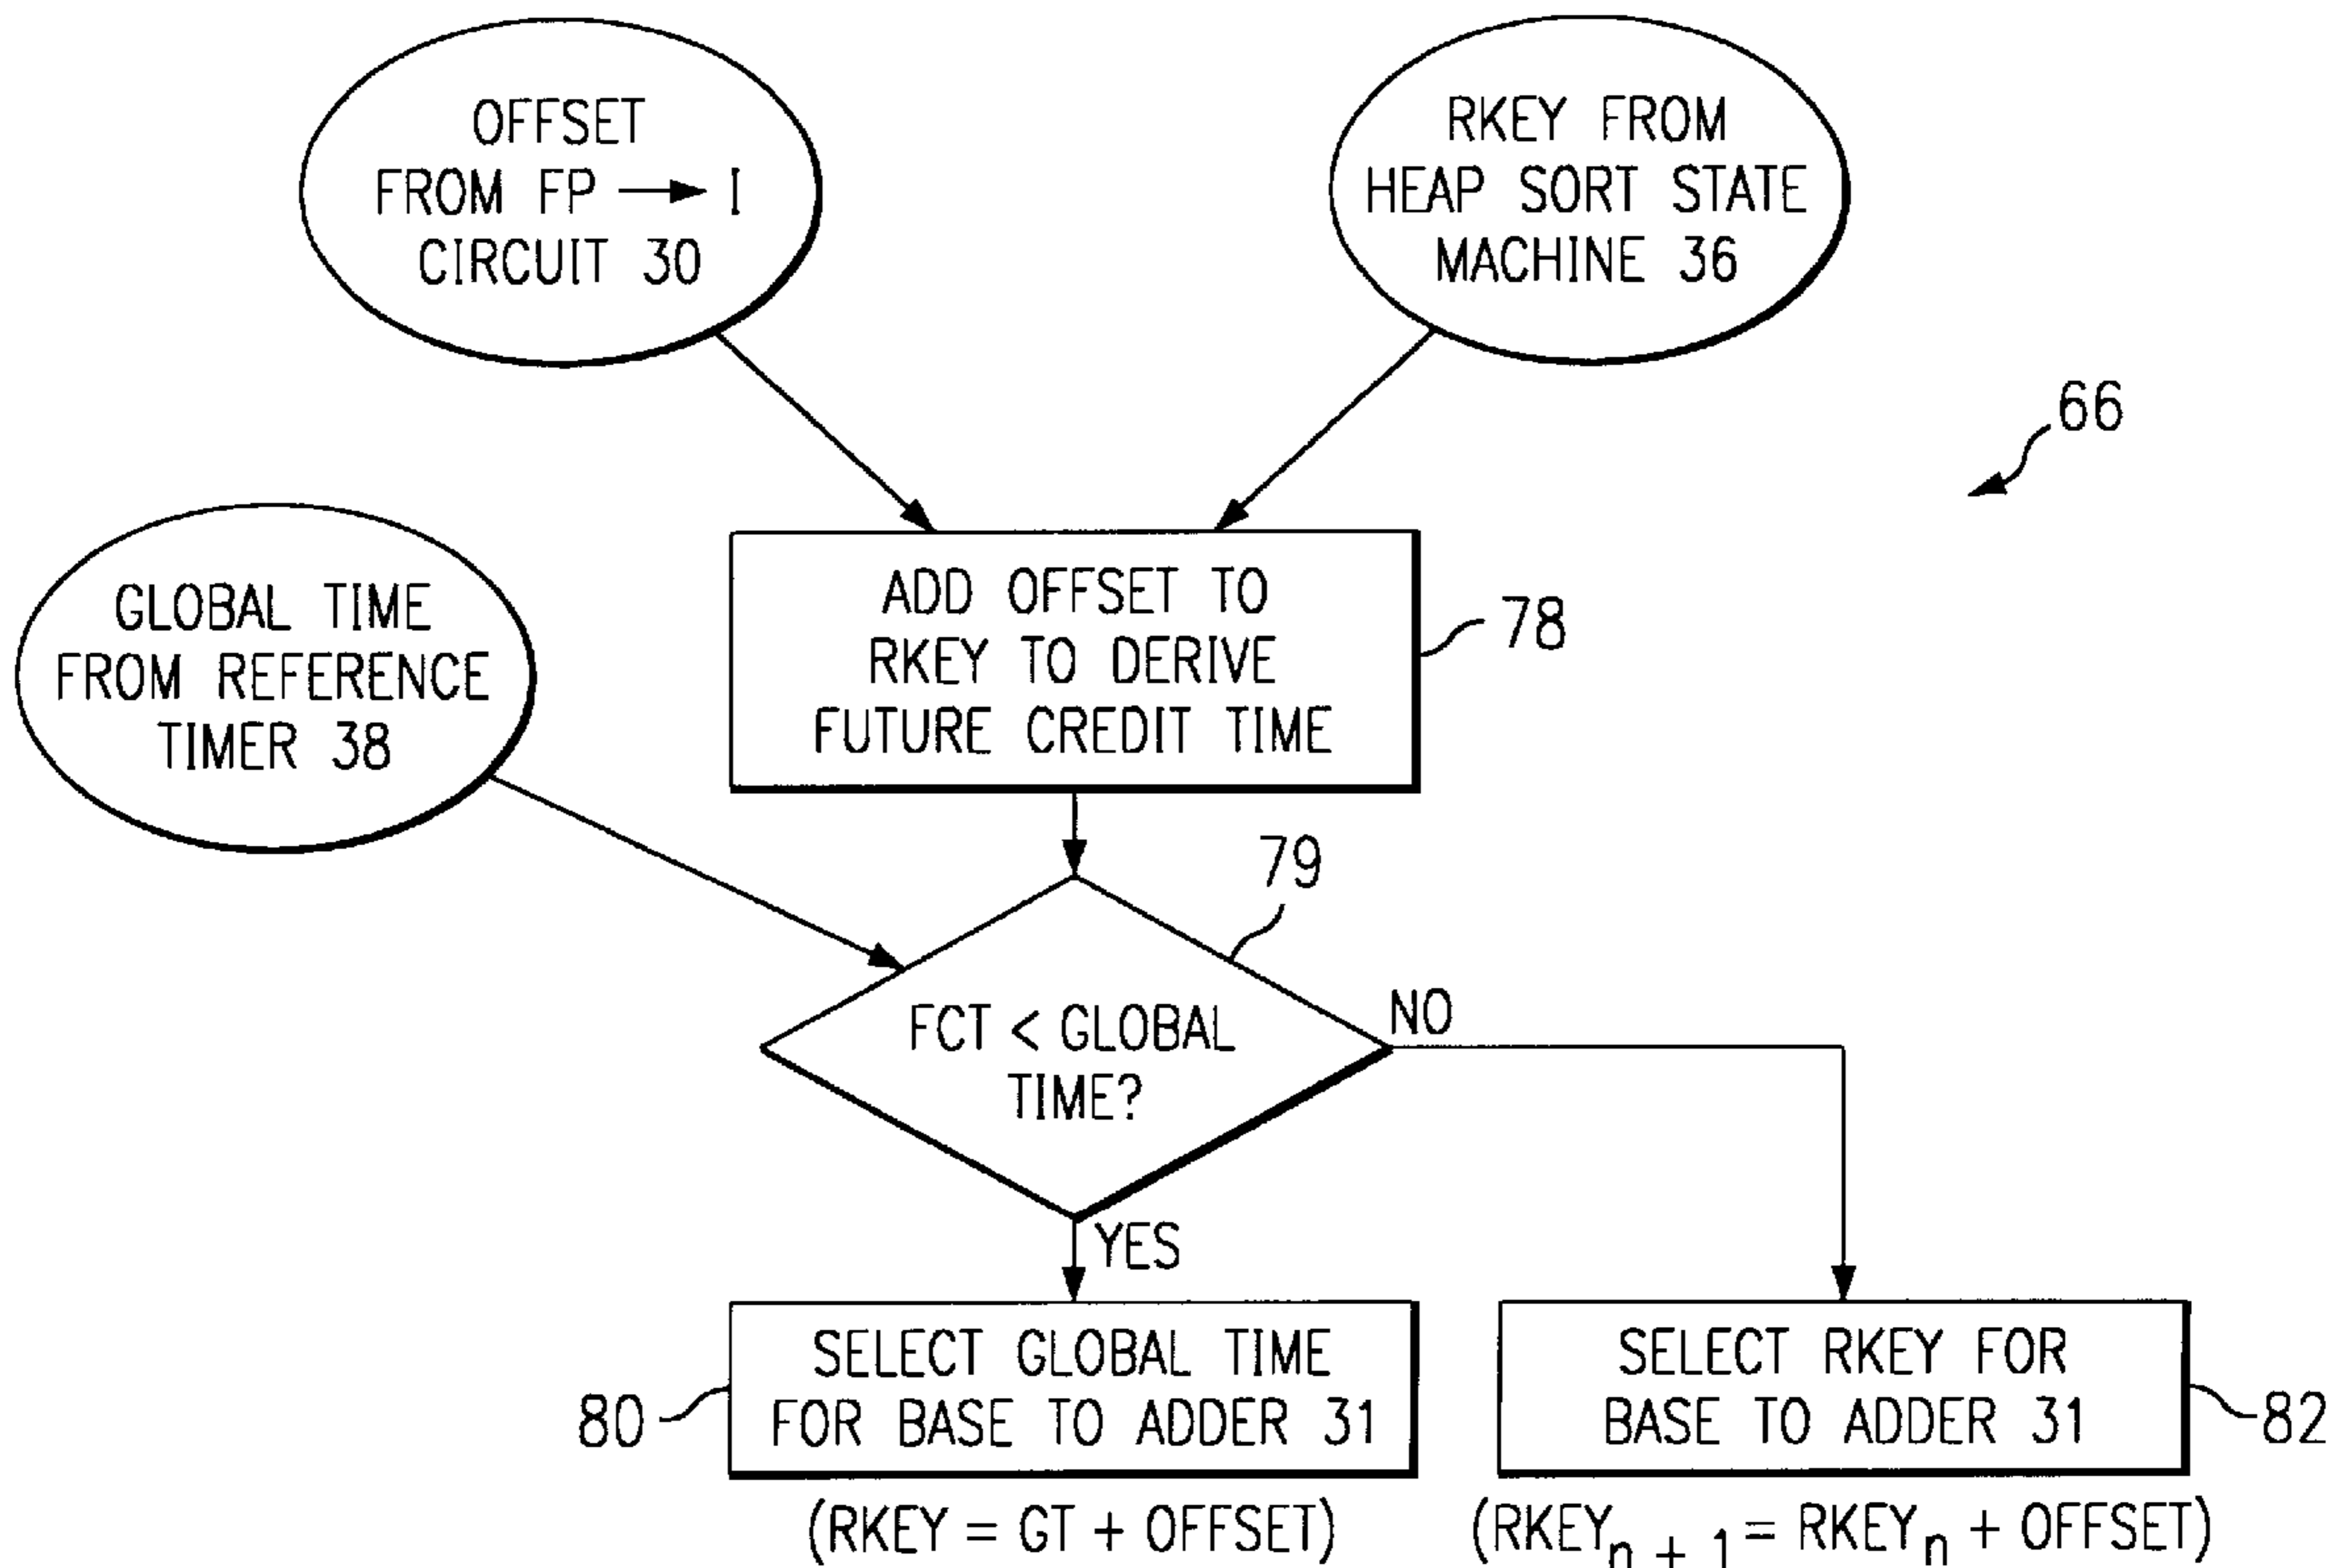 OFFSET
FROM FP → I
CIRCUIT 30
RKEY FROM
HEAP SORT STATE
MACHINE 36
66
GLOBAL TIME
FROM REFERENCE
TIMER 38
ADD OFFSET TO
RKEY TO DERIVE
FUTURE CREDIT TIME
78
79
FCT < GLOBAL
TIME?
NO
YES
SELECT GLOBAL TIME
FOR BASE TO ADDER 31
80
(RKEY = GT + OFFSET)
SELECT RKEY FOR
BASE TO ADDER 31
82
(RKEYn + 1 = RKEYn + OFFSET)